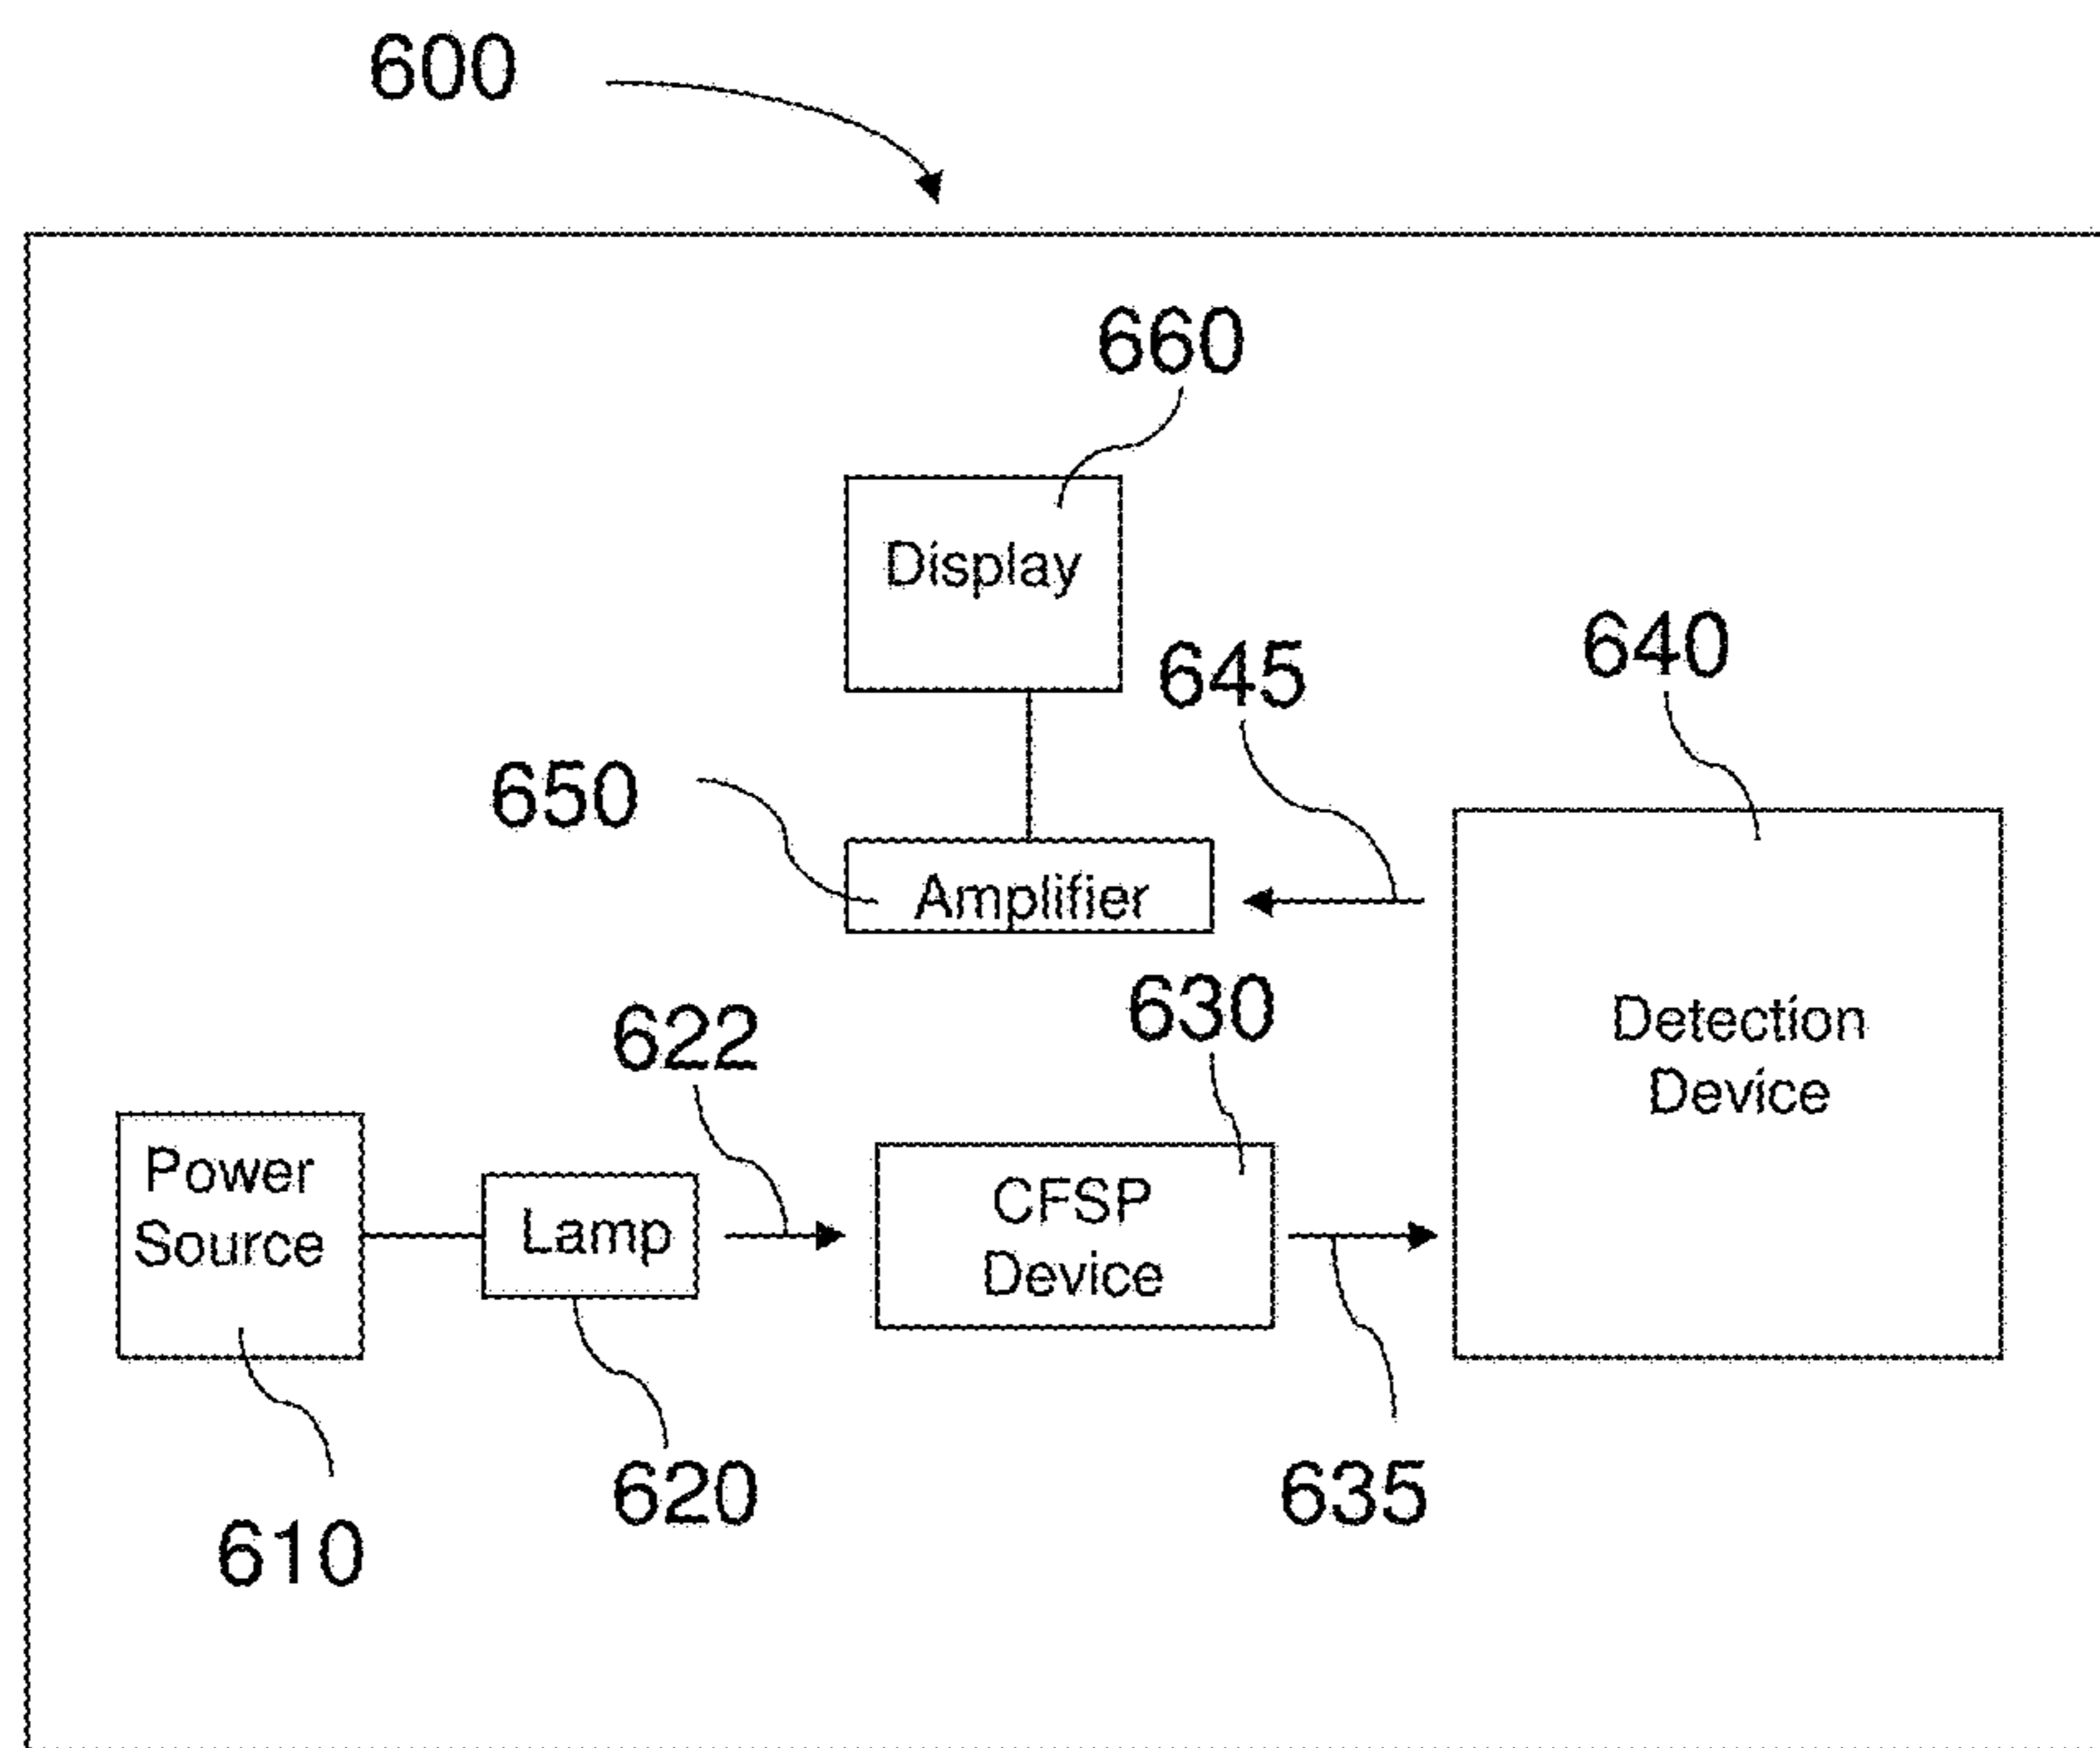 600
660
Display
645
640
650
Amplifier
630
622
Detection
Device
Power
Source
Lamp
CFSP
Device
620
635
610